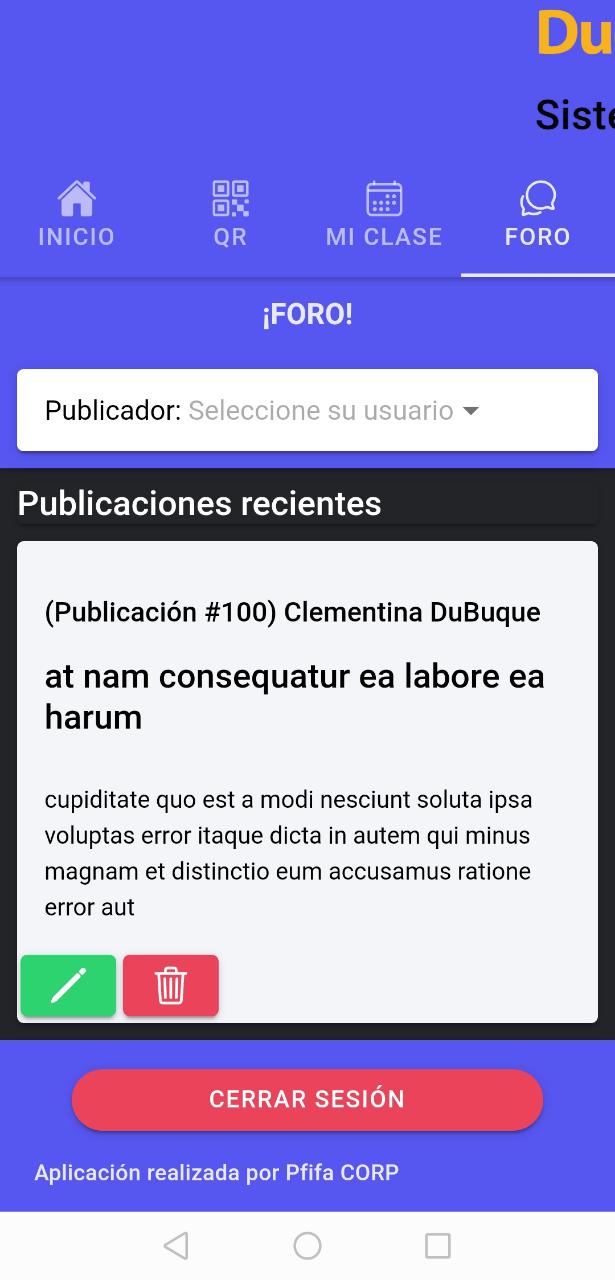 Du
Siste
INICIO QR MI CLASE FORO
¡FORO!
Publicador: Seleccione su usuario
Publicaciones recientes
(Publicación #100) Clementina DuBuque
at nam consequatur ea labore ea
harum
cupiditate quo est a modi nesciunt soluta ipsa
voluptas error itaque dicta in autem qui minus
magnam et distinctio eum accusamus ratione
error aut
CERRAR SESIÓN
Aplicación realizada por Pfifa CORP